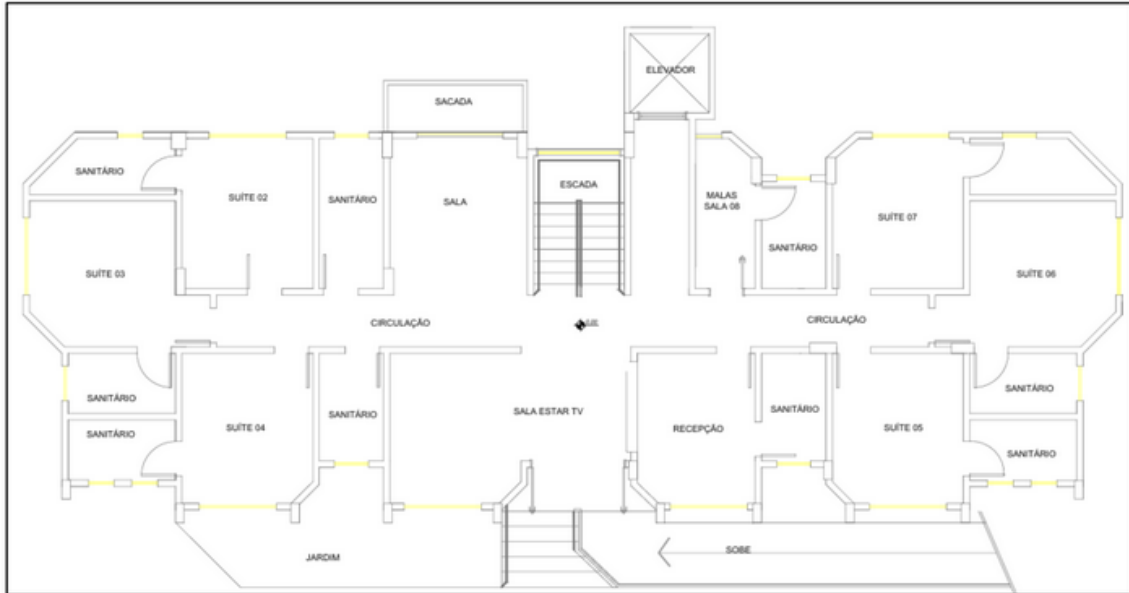 ELEVADOR
SACADA
SANITÁRIO
SUÍTE 02
SANITÁRIO
SALA
ESCADA
MALAS
SALA 08
SANITÁRIO
SUÍTE 07
SUÍTE 03
SUÍTE 06
CIRCULAÇÃO
CIRCULAÇÃO
SANITÁRIO
SANITÁRIO
SUÍTE 04
SANITÁRIO
SALA ESTAR TV
RECEPÇÃO
SANITÁRIO
SUÍTE 05
SANITÁRIO
SANITÁRIO
JARDIM
SOBE